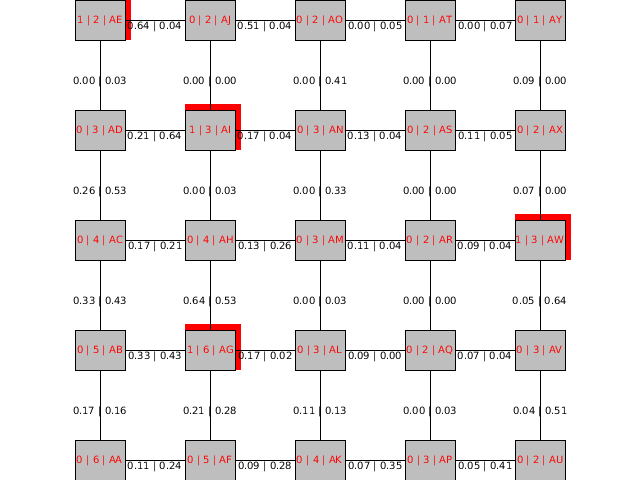 1 | 2 | AE 0.64 | 0.04 0 | 2 | AJ 0.51 | 0.04 0 | 2 | AO 0.00 | 0.05 0 | 1 | AT 0.00 | 0.07 0 | 1 | AY
0.00 | 0.03 0.00 | 0.00 0.00 | 0.41 0.00 | 0.00 0.09 | 0.00
0 | 3 | AD 0.21 | 0.64 1 | 3 | AI 0.17 | 0.04 0 | 3 | AN 0.13 | 0.04 0 | 2 | AS 0.11 | 0.05 0 | 2 | AX
0.26 | 0.53 0.00 | 0.03 0.00 | 0.33 0.00 | 0.00 0.07 | 0.00
0 | 4 | AC 0.17 | 0.21 0 | 4 | AH 0.13 | 0.26 0 | 3 | AM 0.11 | 0.04 0 | 2 | AR 0.09 | 0.04 1 | 3 | AW
0.33 | 0.43 0.64 | 0.53 0.00 | 0.03 0.00 | 0.00 0.05 | 0.64
0 | 5 | AB 0.33 | 0.43 1 | 6 | AG 0.17 | 0.02 0 | 3 | AL 0.09 | 0.00 0 | 2 | AQ 0.07 | 0.04 0 | 3 | AV
0.17 | 0.16 0.21 | 0.28 0.11 | 0.13 0.00 | 0.03 0.04 | 0.51
0 | 6 | AA 0.11 | 0.24 0 | 5 | AF 0.09 | 0.28 0 | 4 | AK 0.07 | 0.35 0 | 3 | AP 0.05 | 0.41 0 | 2 | AU